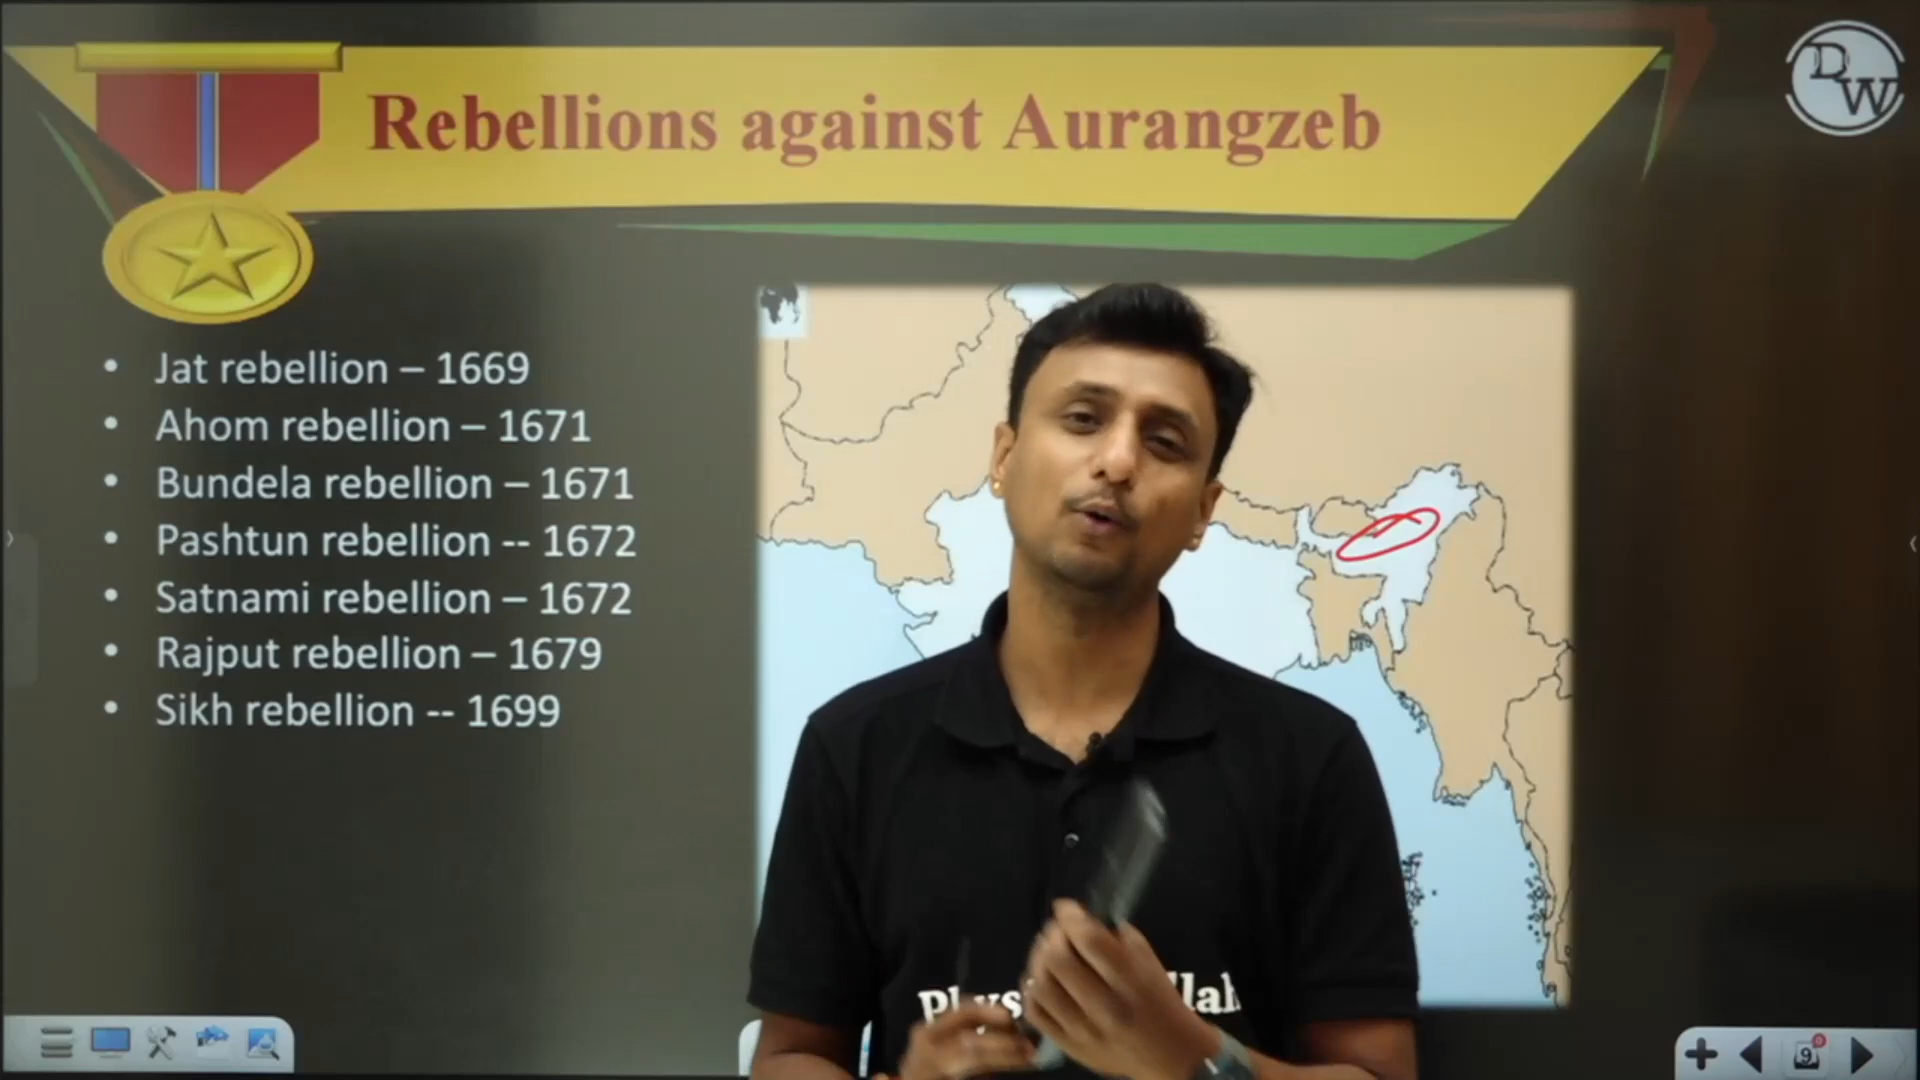 Rebellions against Aurangzeb
• Jat rebellion – 1669
• Ahom rebellion – 1671
• Bundela rebellion – 1671
• Pashtun rebellion -- 1672
• Satnami rebellion – 1672
• Rajput rebellion – 1679
• Sikh rebellion -- 1699
9